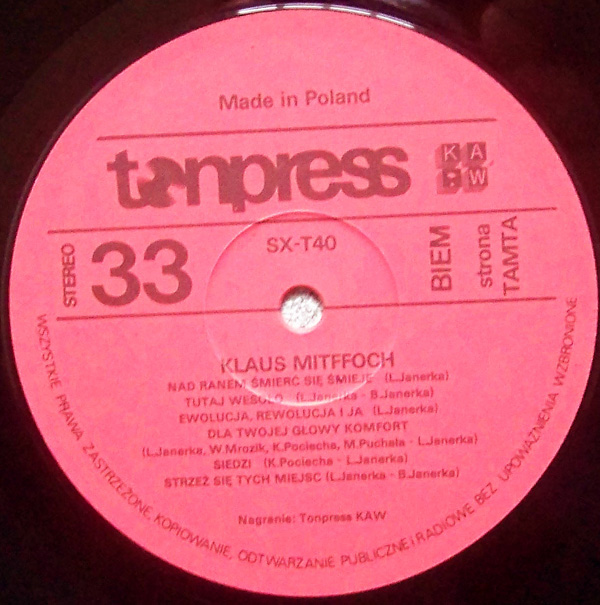 Made in Poland
tonpress
KAW
STEREO
33
SX-T40
BIEM
strona
TAMTA
KLAUS MITFFOCH
NAD RANEM ŚMIERĆ SIĘ ŚMIEJE (L.Janerka)
TUTAJ WESOŁO (L.Janerka - B.Janerka)
EWOLUCJA, REWOLUCJA I JA (L.Janerka)
DLA TWOJEJ GŁOWY KOMFORT
(L.Janerka, W.Mrozik, K.Pociecha, M.Puchała - L.Janerka)
SIEDZI (K.Pociecha - L.Janerka)
STRZEŻ SIĘ TYCH MIEJSC (L.Janerka - B.Janerka)
Nagranie: Tonpress KAW
WSZYSTKIE PRAWA ZASTRZEŻONE, KOPIOWANIE, ODTWARZANIE PUBLICZNE i RADIOWE BEZ UPOWAŻNIENIA WZBRONIONE